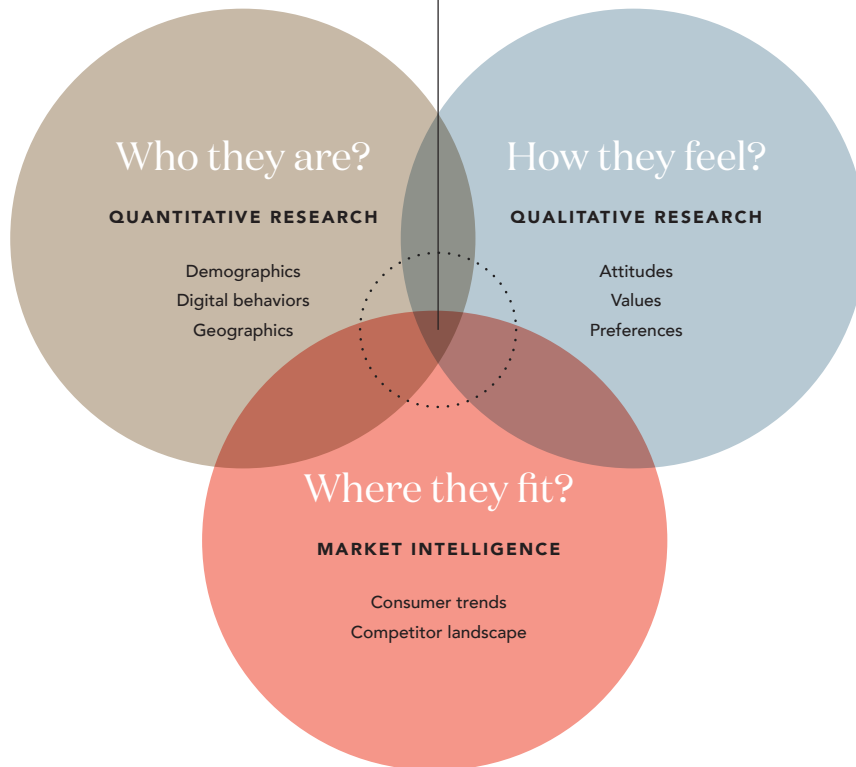 Who they are?
QUANTITATIVE RESEARCH
Demographics
Digital behaviors
Geographics
How they feel?
QUALITATIVE RESEARCH
Attitudes
Values
Preferences
Where they fit?
MARKET INTELLIGENCE
Consumer trends
Competitor landscape